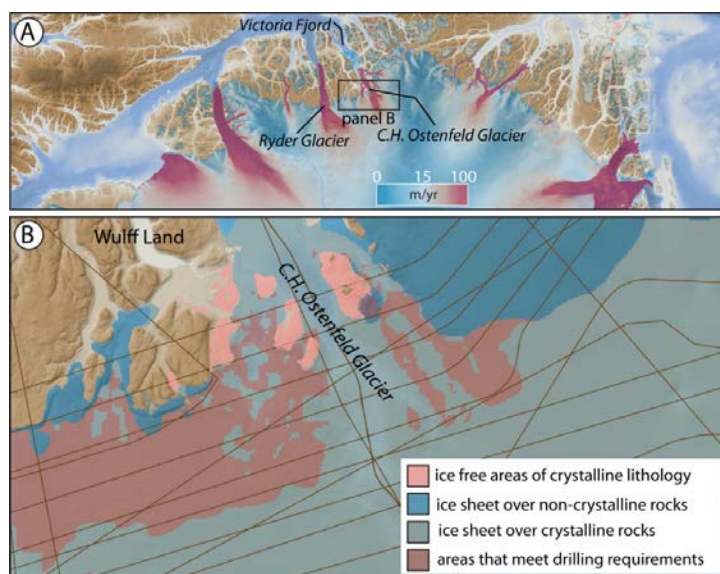 A
Victoria Fjord
panel B
Ryder Glacier
C.H. Ostenfeld Glacier
0 15 100
m/yr
B
Wulff Land
C.H. Ostenfeld Glacier
ice free areas of crystalline lithology
ice sheet over non-crystalline rocks
ice sheet over crystalline rocks
areas that meet drilling requirements